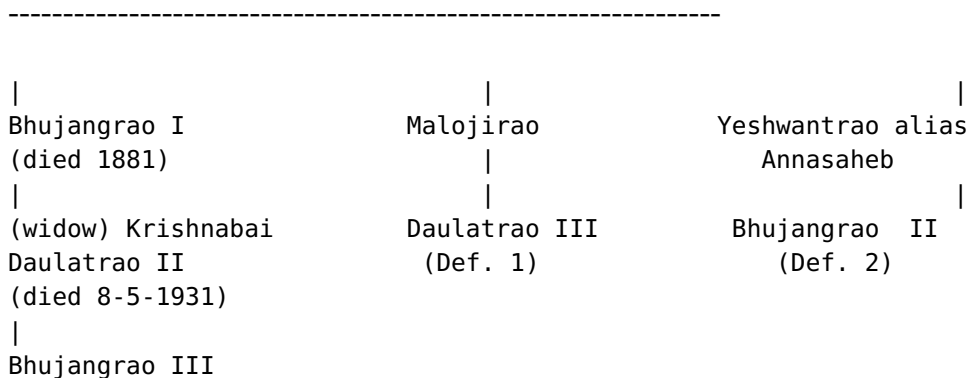 -----------------------------------------------------------------
| | |
Bhujangrao I Malojirao Yeshwantrao alias
(died 1881) | Annasaheb
| | |
(widow) Krishnabai Daulatrao III Bhujangrao II
Daulatrao II (Def. 1) (Def. 2)
(died 8-5-1931)
|
Bhujangrao III